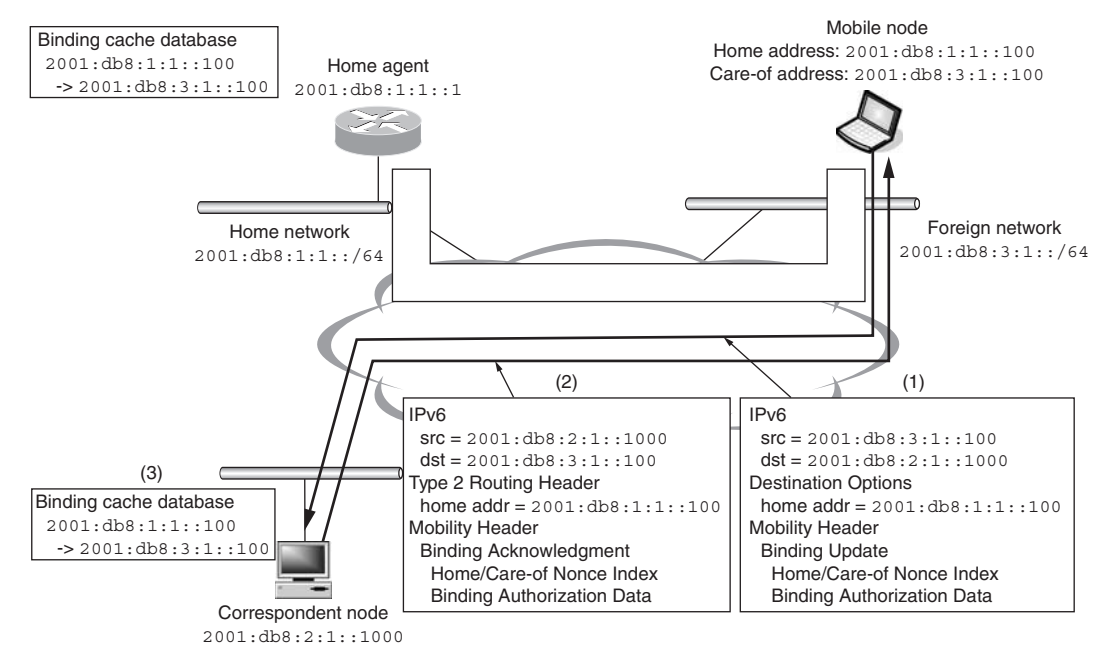 Binding cache database
2001:db8:1:1::100
-> 2001:db8:3:1::100
Home agent
2001:db8:1:1::1
Mobile node
Home address: 2001:db8:1:1::100
Care-of address: 2001:db8:3:1::100
Home network
2001:db8:1:1::/64
Foreign network
2001:db8:3:1::/64
(2)
(1)
IPv6
src = 2001:db8:2:1::1000
dst = 2001:db8:3:1::100
Type 2 Routing Header
home addr = 2001:db8:1:1::100
Mobility Header
Binding Acknowledgment
Home/Care-of Nonce Index
Binding Authorization Data
IPv6
src = 2001:db8:3:1::100
dst = 2001:db8:2:1::1000
Destination Options
home addr = 2001:db8:1:1::100
Mobility Header
Binding Update
Home/Care-of Nonce Index
Binding Authorization Data
(3)
Binding cache database
2001:db8:1:1::100
-> 2001:db8:3:1::100
Correspondent node
2001:db8:2:1::1000